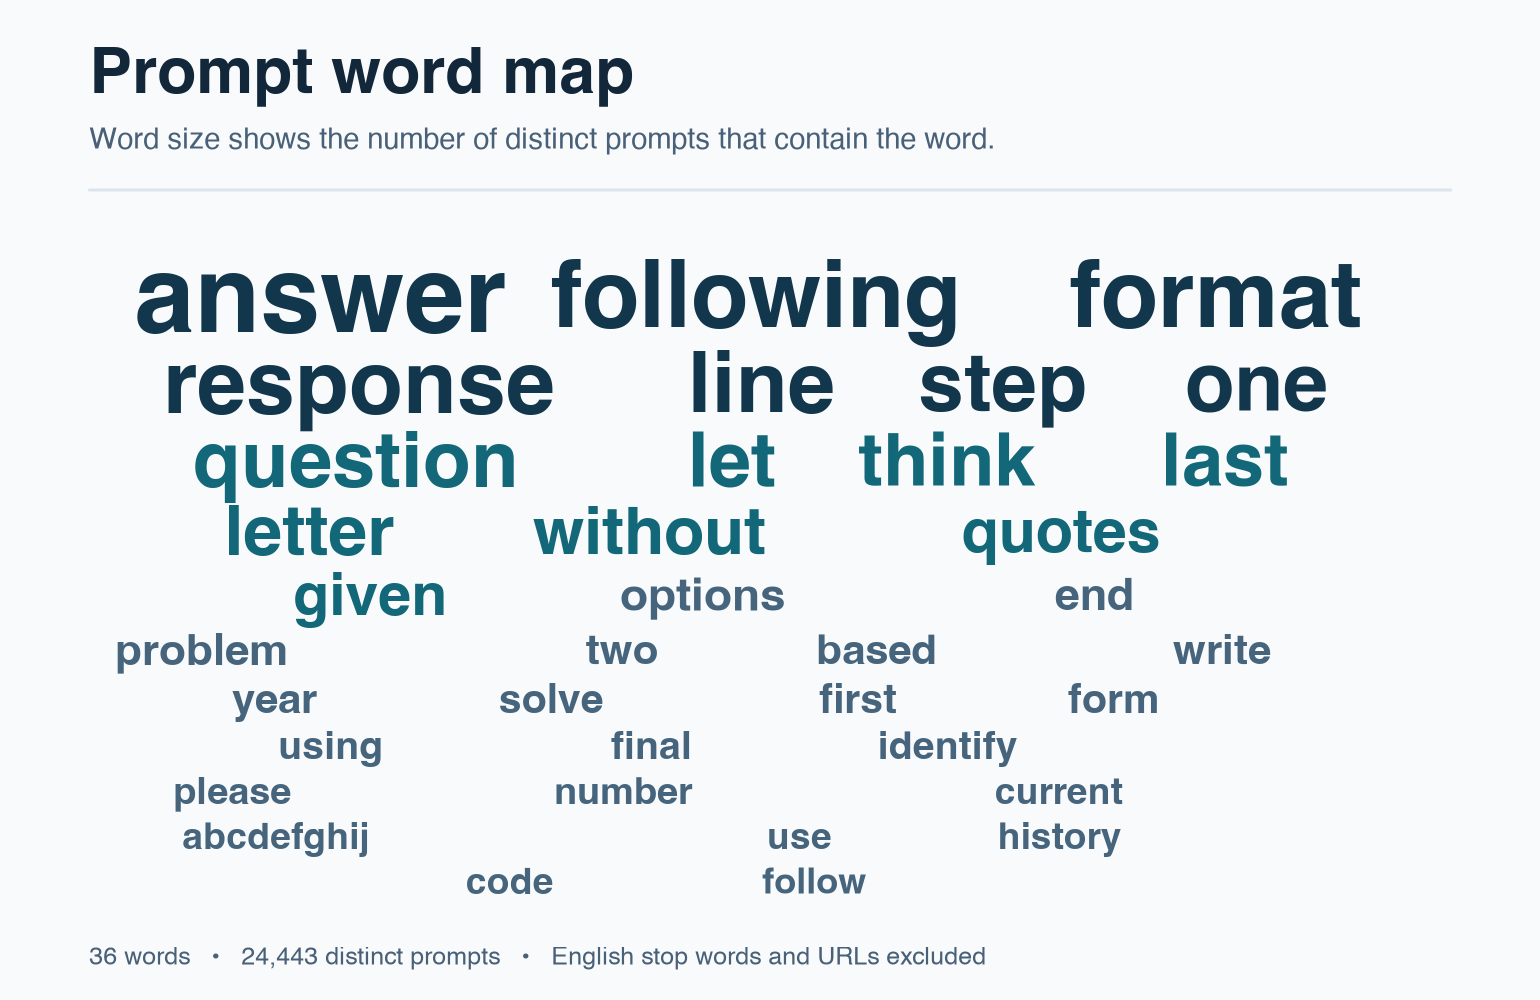 Prompt word map
Word size shows the number of distinct prompts that contain the word.
answer following format
response line step one
question let think last
letter without quotes
given options end
problem two based write
year solve first form
using final identify
please number current
abcdefghij use history
code follow
36 words • 24,443 distinct prompts • English stop words and URLs excluded